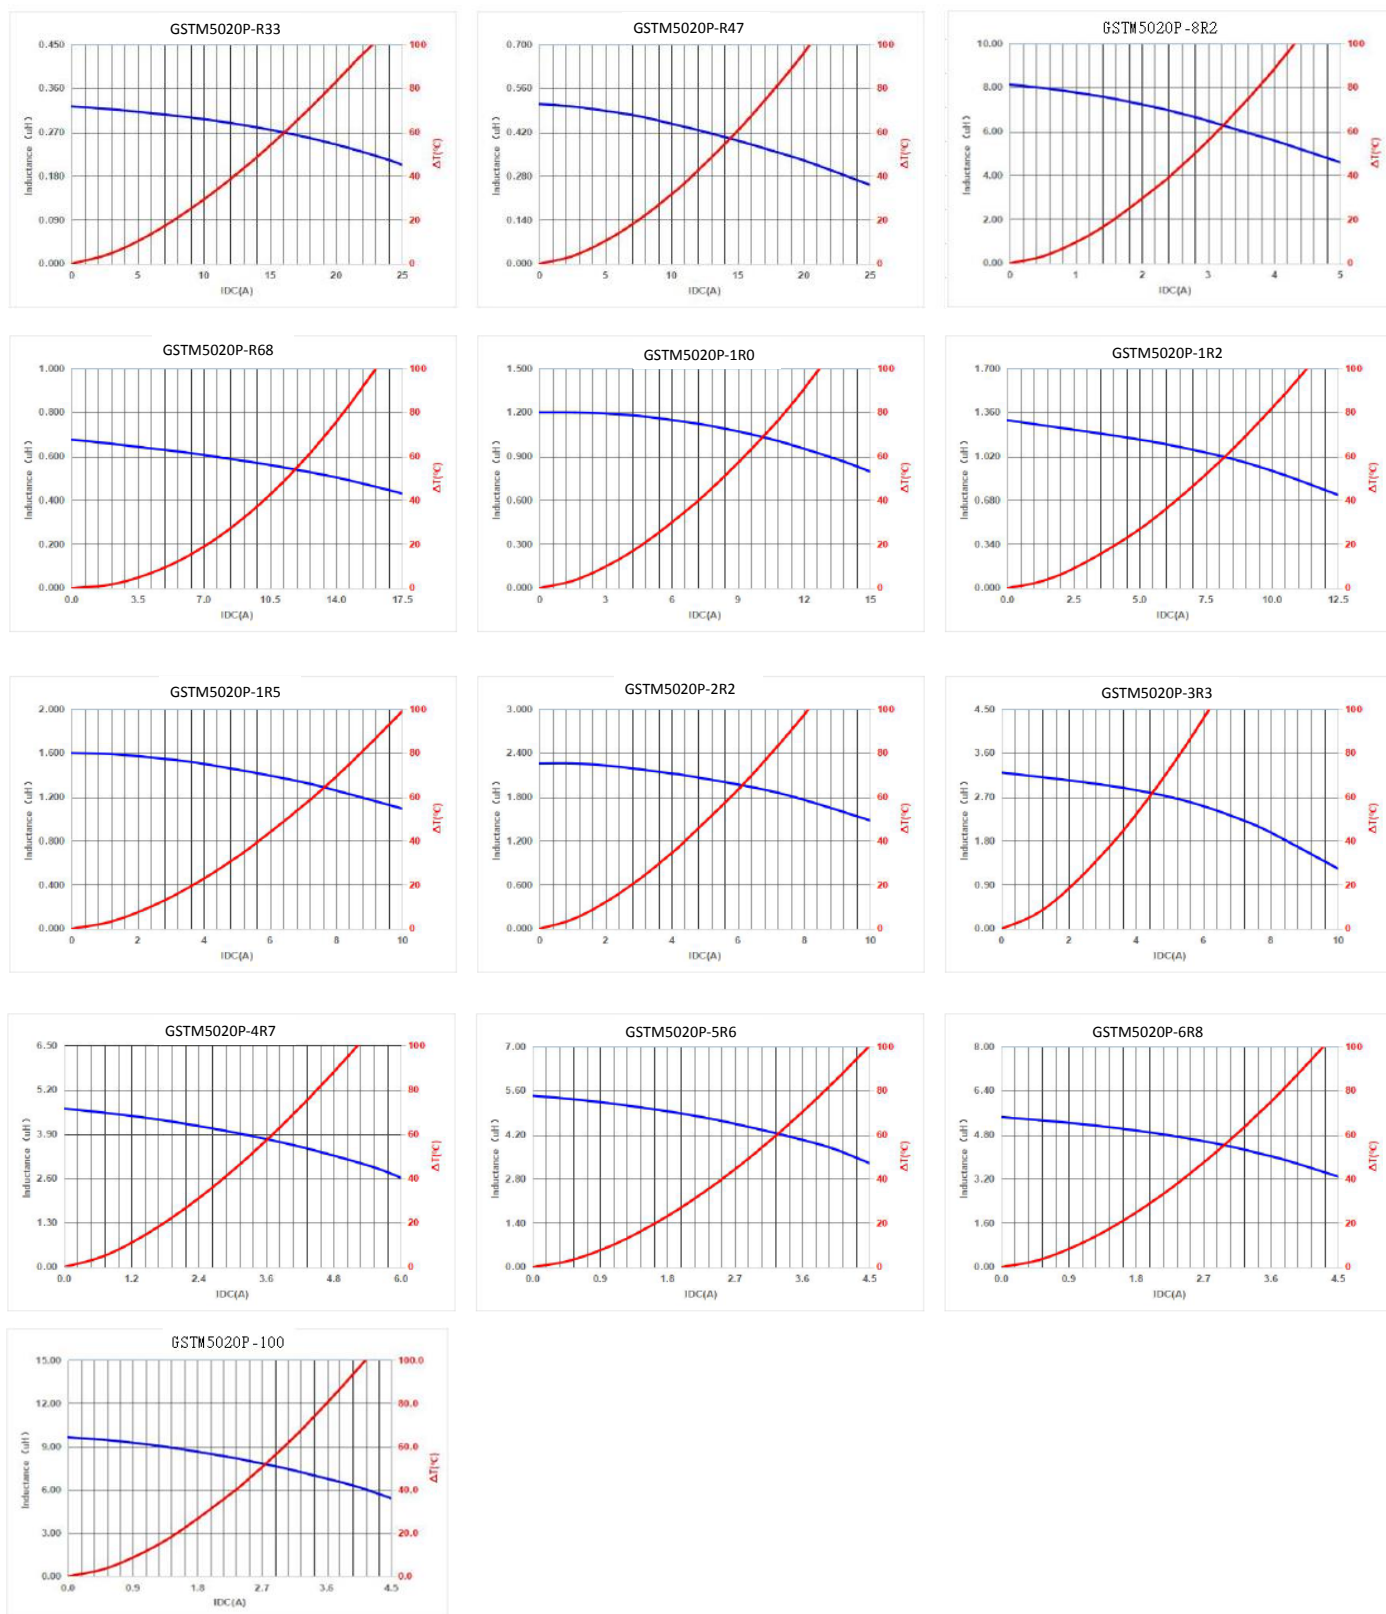 GSTM5020P-R33
0.450
0.360
0.270
0.180
0.090
0.000
Inductance (uH)
100
80
60
40
20
0
ΔT(℃)
0 5 10 15 20 25
IDC(A)
GSTM5020P-R47
0.700
0.560
0.420
0.280
0.140
0.000
Inductance (uH)
100
80
60
40
20
0
ΔT(℃)
0 5 10 15 20 25
IDC(A)
GSTM5020P-8R2
10.00
8.00
6.00
4.00
2.00
0.00
Inductance (uH)
100
80
60
40
20
0
ΔT(℃)
0 1 2 3 4 5
IDC(A)
GSTM5020P-R68
1.000
0.800
0.600
0.400
0.200
0.000
Inductance (uH)
100
80
60
40
20
0
ΔT(℃)
0.0 3.5 7.0 10.5 14.0 17.5
IDC(A)
GSTM5020P-1R0
1.500
1.200
0.900
0.600
0.300
0.000
Inductance (uH)
100
80
60
40
20
0
ΔT(℃)
0 3 6 9 12 15
IDC(A)
GSTM5020P-1R2
1.700
1.360
1.020
0.680
0.340
0.000
Inductance (uH)
100
80
60
40
20
0
ΔT(℃)
0.0 2.5 5.0 7.5 10.0 12.5
IDC(A)
GSTM5020P-1R5
2.000
1.600
1.200
0.800
0.400
0.000
Inductance (uH)
100
80
60
40
20
0
ΔT(℃)
0 2 4 6 8 10
IDC(A)
GSTM5020P-2R2
3.000
2.400
1.800
1.200
0.600
0.000
Inductance (uH)
100
80
60
40
20
0
ΔT(℃)
0 2 4 6 8 10
IDC(A)
GSTM5020P-3R3
4.50
3.60
2.70
1.80
0.90
0.00
Inductance (uH)
100
80
60
40
20
0
ΔT(℃)
0 2 4 6 8 10
IDC(A)
GSTM5020P-4R7
6.50
5.20
3.90
2.60
1.30
0.00
Inductance (uH)
100
80
60
40
20
0
ΔT(℃)
0.0 1.2 2.4 3.6 4.8 6.0
IDC(A)
GSTM5020P-5R6
7.00
5.60
4.20
2.80
1.40
0.00
Inductance (uH)
100
80
60
40
20
0
ΔT(℃)
0.0 0.9 1.8 2.7 3.6 4.5
IDC(A)
GSTM5020P-6R8
8.00
6.40
4.80
3.20
1.60
0.00
Inductance (uH)
100
80
60
40
20
0
ΔT(℃)
0.0 0.9 1.8 2.7 3.6 4.5
IDC(A)
GSTM5020P-100
15.00
12.00
9.00
6.00
3.00
0.00
Inductance (uH)
100.0
80.0
60.0
40.0
20.0
0.0
ΔT(℃)
0.0 0.9 1.8 2.7 3.6 4.5
IDC(A)